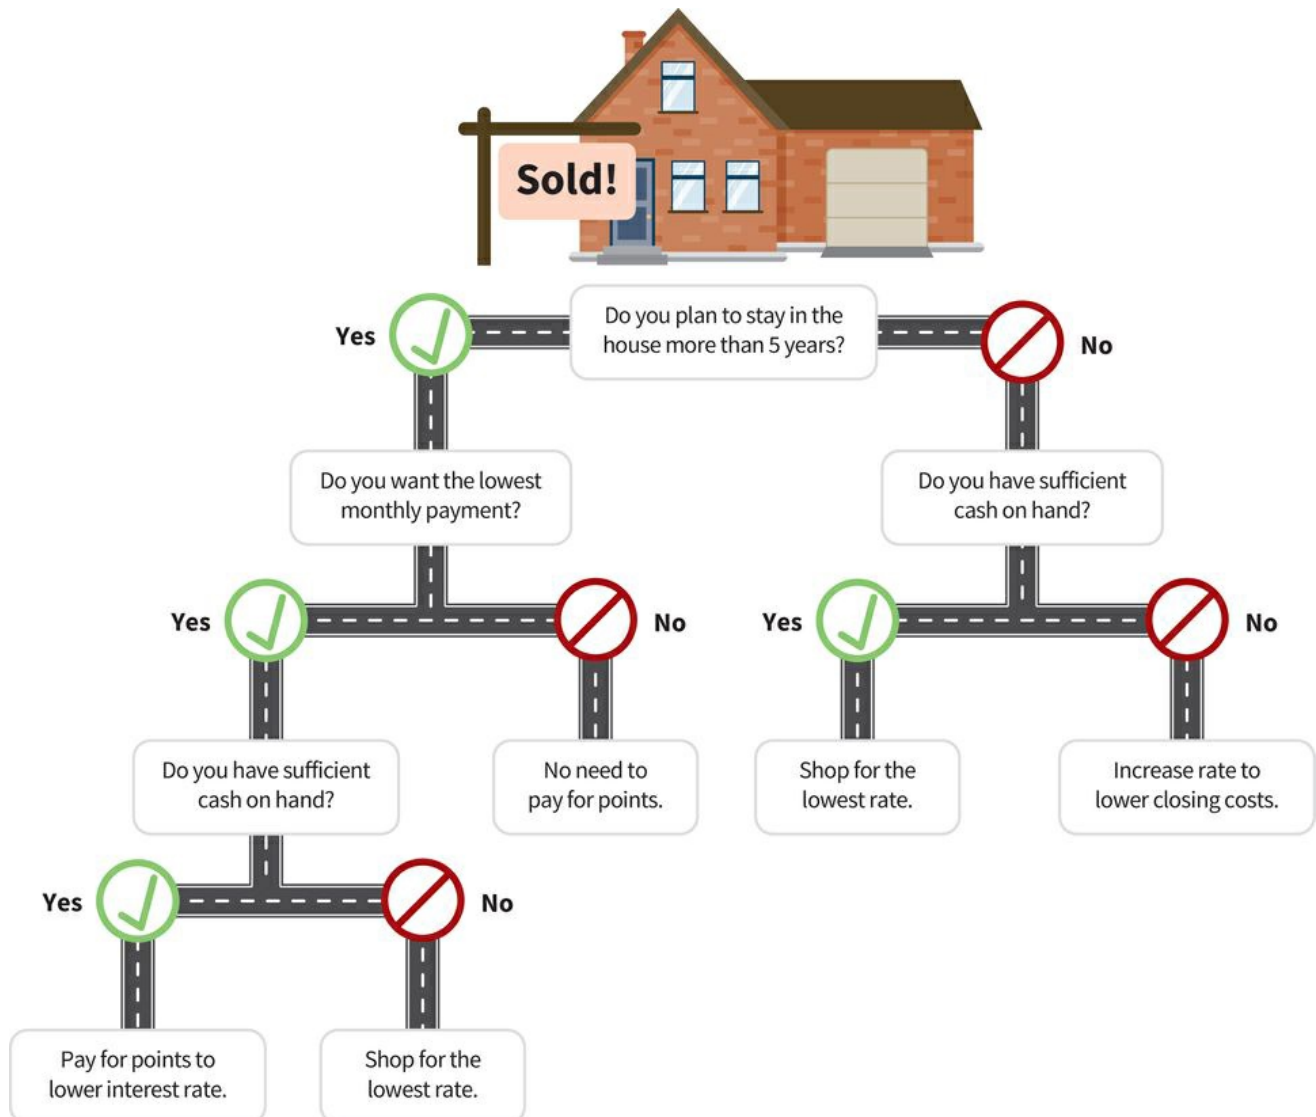 Sold!
Do you plan to stay in the
house more than 5 years?
Yes
No
Do you want the lowest
monthly payment?
Do you have sufficient
cash on hand?
Yes
No
Yes
No
Do you have sufficient
cash on hand?
No need to
pay for points.
Shop for the
lowest rate.
Increase rate to
lower closing costs.
Yes
No
Pay for points to
lower interest rate.
Shop for the
lowest rate.